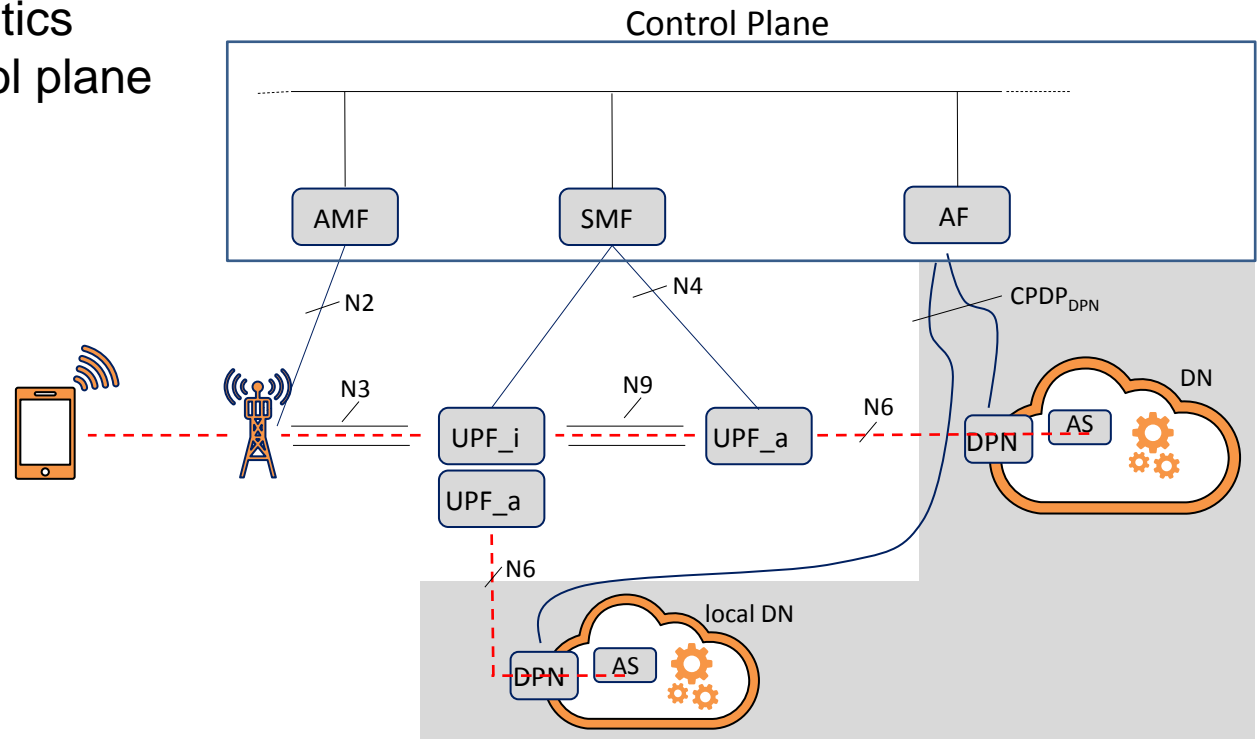 tics
ol plane
Control Plane
AMF
SMF
AF
N2
N4
CPDP_DPN
N3
N9
N6
DN
UPF_i
UPF_a
DPN
AS
UPF_a
N6
local DN
DPN
AS